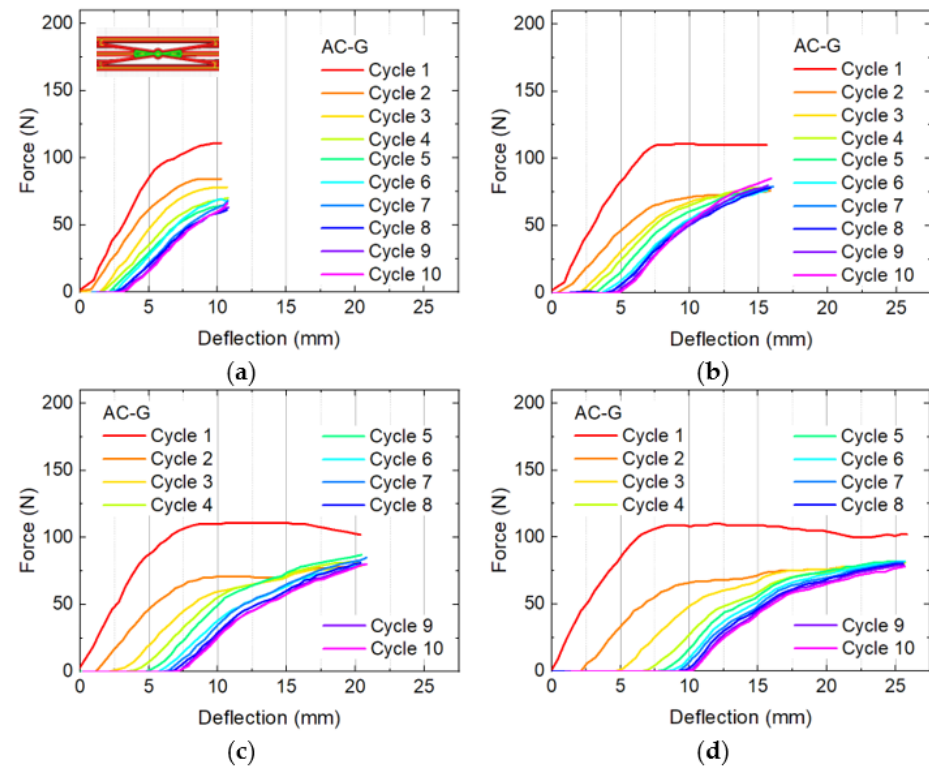 200
150
100
50
0
Force (N)
AC-G
Cycle 1
Cycle 2
Cycle 3
Cycle 4
Cycle 5
Cycle 6
Cycle 7
Cycle 8
Cycle 9
Cycle 10
0 5 10 15 20 25
Deflection (mm)
(a)
200
150
100
50
0
Force (N)
AC-G
Cycle 1
Cycle 2
Cycle 3
Cycle 4
Cycle 5
Cycle 6
Cycle 7
Cycle 8
Cycle 9
Cycle 10
0 5 10 15 20 25
Deflection (mm)
(b)
200
150
100
50
0
Force (N)
AC-G
Cycle 1
Cycle 2
Cycle 3
Cycle 4
Cycle 5
Cycle 6
Cycle 7
Cycle 8
Cycle 9
Cycle 10
0 5 10 15 20 25
Deflection (mm)
(c)
200
150
100
50
0
Force (N)
AC-G
Cycle 1
Cycle 2
Cycle 3
Cycle 4
Cycle 5
Cycle 6
Cycle 7
Cycle 8
Cycle 9
Cycle 10
0 5 10 15 20 25
Deflection (mm)
(d)